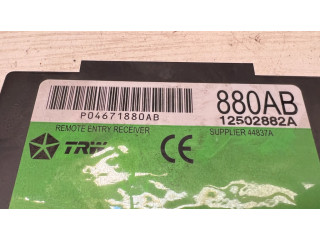 880AB
P04671880AB
12502882A
REMOTE ENTRY RECEIVER
SUPPLIER 44837A
TRW
CE